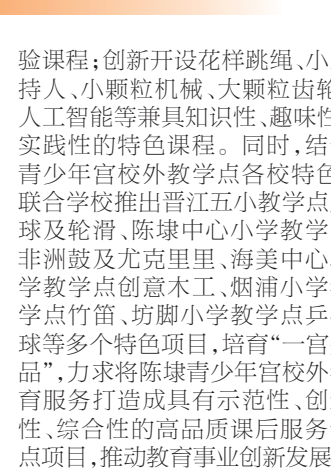 验课程;创新开设花样跳绳、小
持人、小颗粒机械、大颗粒齿轮
人工智能等兼具知识性、趣味性
实践性的特色课程。同时,结
青少年宫校外教学点各校特色
联合学校推出晋江五小教学点
球及轮滑、陈埭中心小学教学
非洲鼓及尤克里里、海美中心
学教学点创意木工、烟浦小学
学点竹笛、坊脚小学教学点乒
球等多个特色项目,培育“一宫
品”,力求将陈埭青少年宫校外
育服务打造成具有示范性、创
性、综合性的高品质课后服务
点项目,推动教育事业创新发展